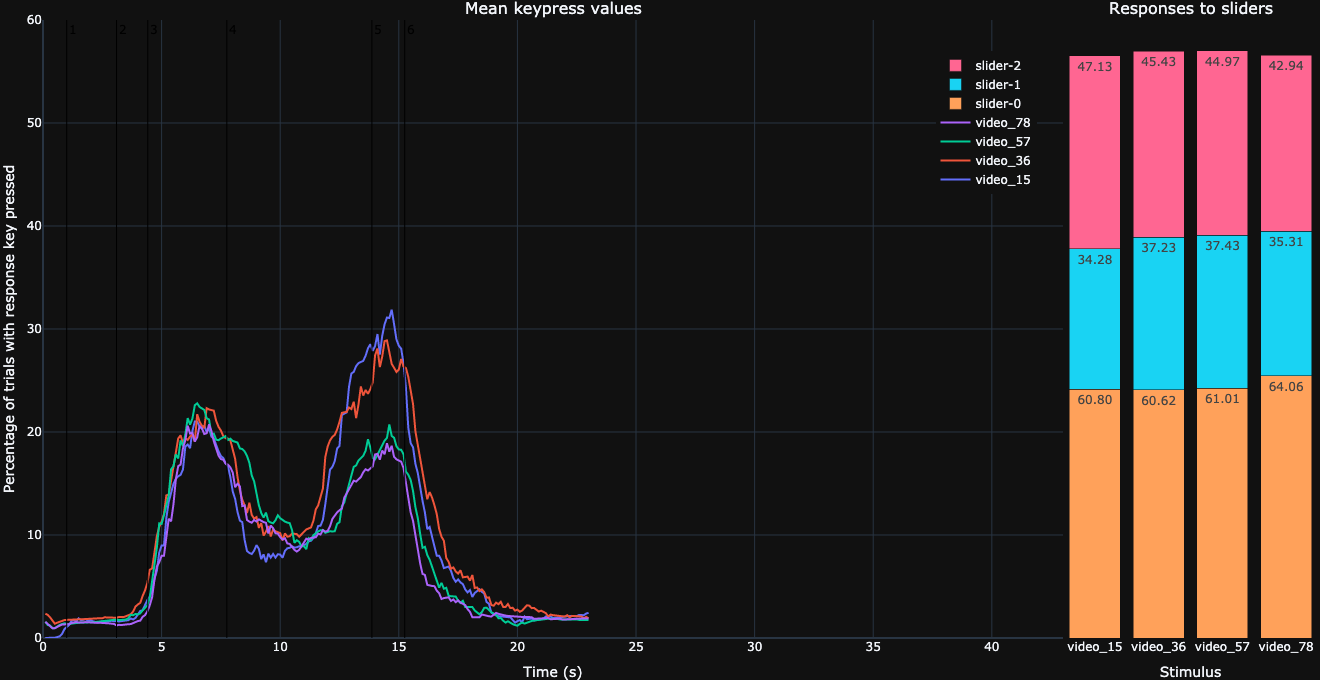 Mean keypress values
Responses to sliders
60
50
40
30
20
10
0
Percentage of trials with response key pressed
1
2
3
4
5
6
slider-2
slider-1
slider-0
video_78
video_57
video_36
video_15
0
5
10
15
20
25
30
35
40
Time (s)
47.13
45.43
44.97
42.94
34.28
37.23
37.43
35.31
60.80
60.62
61.01
64.06
video_15
video_36
video_57
video_78
Stimulus